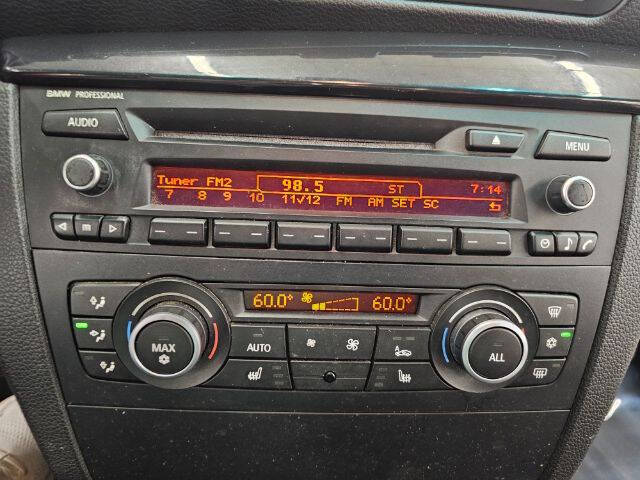 BMW PROFESSIONAL
AUDIO
MENU
Tuner FM2 98.5 ST 7:14
7 8 9 10 11/12 FM AM SET SC
60.0° 60.0°
MAX
AUTO
ALL